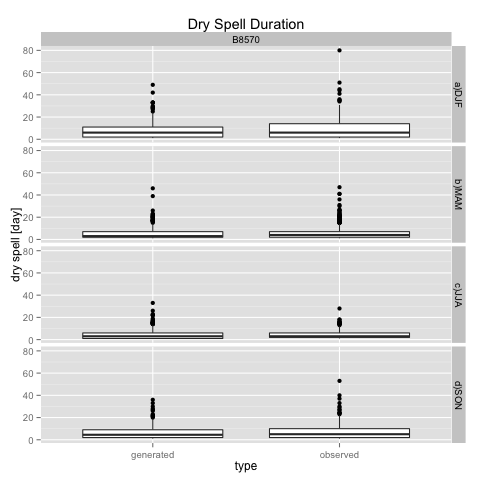 Dry Spell Duration
B8570
80
60
40
20
0
a)DJF
80
60
40
20
0
b)MAM
80
60
40
20
0
c)JJA
80
60
40
20
0
d)SON
dry spell [day]
generated
observed
type